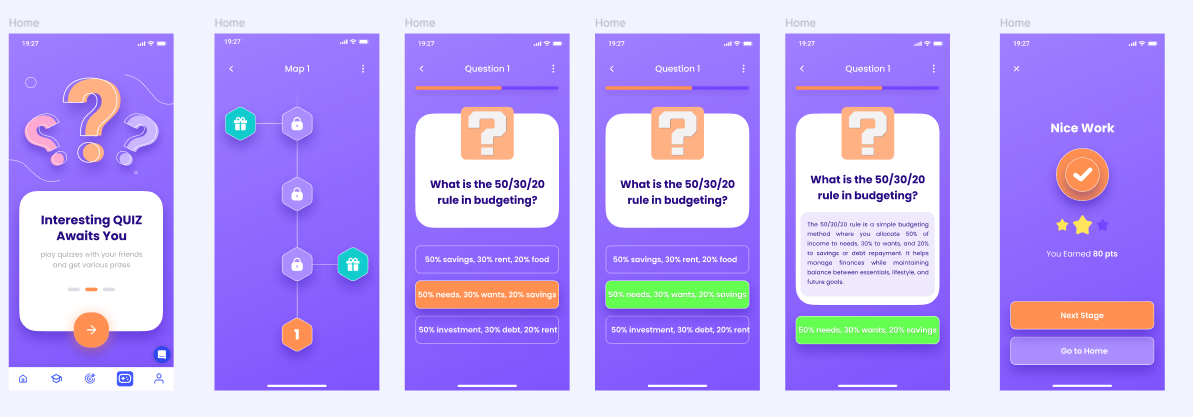 Home
19:27
Interesting QUIZ
Awaits You
play quizzes with your friends
and get various prizes
Home
19:27
Map 1
1
Home
19:27
Question 1
What is the 50/30/20
rule in budgeting?
50% savings, 30% rent, 20% food
50% needs, 30% wants, 20% savings
50% investment, 30% debt, 20% rent
Home
19:27
Question 1
What is the 50/30/20
rule in budgeting?
50% savings, 30% rent, 20% food
50% needs, 30% wants, 20% savings
50% investment, 30% debt, 20% rent
Home
19:27
Question 1
What is the 50/30/20
rule in budgeting?
The 50/30/20 rule is a simple budgeting
method where you allocate 50% of
income to needs, 30% to wants, and 20%
to savings or debt repayment. It helps
manage finances while maintaining
balance between essentials, lifestyle, and
future goals.
50% needs, 30% wants, 20% savings
Home
19:27
Nice Work
You Earned 80 pts
Next Stage
Go to Home